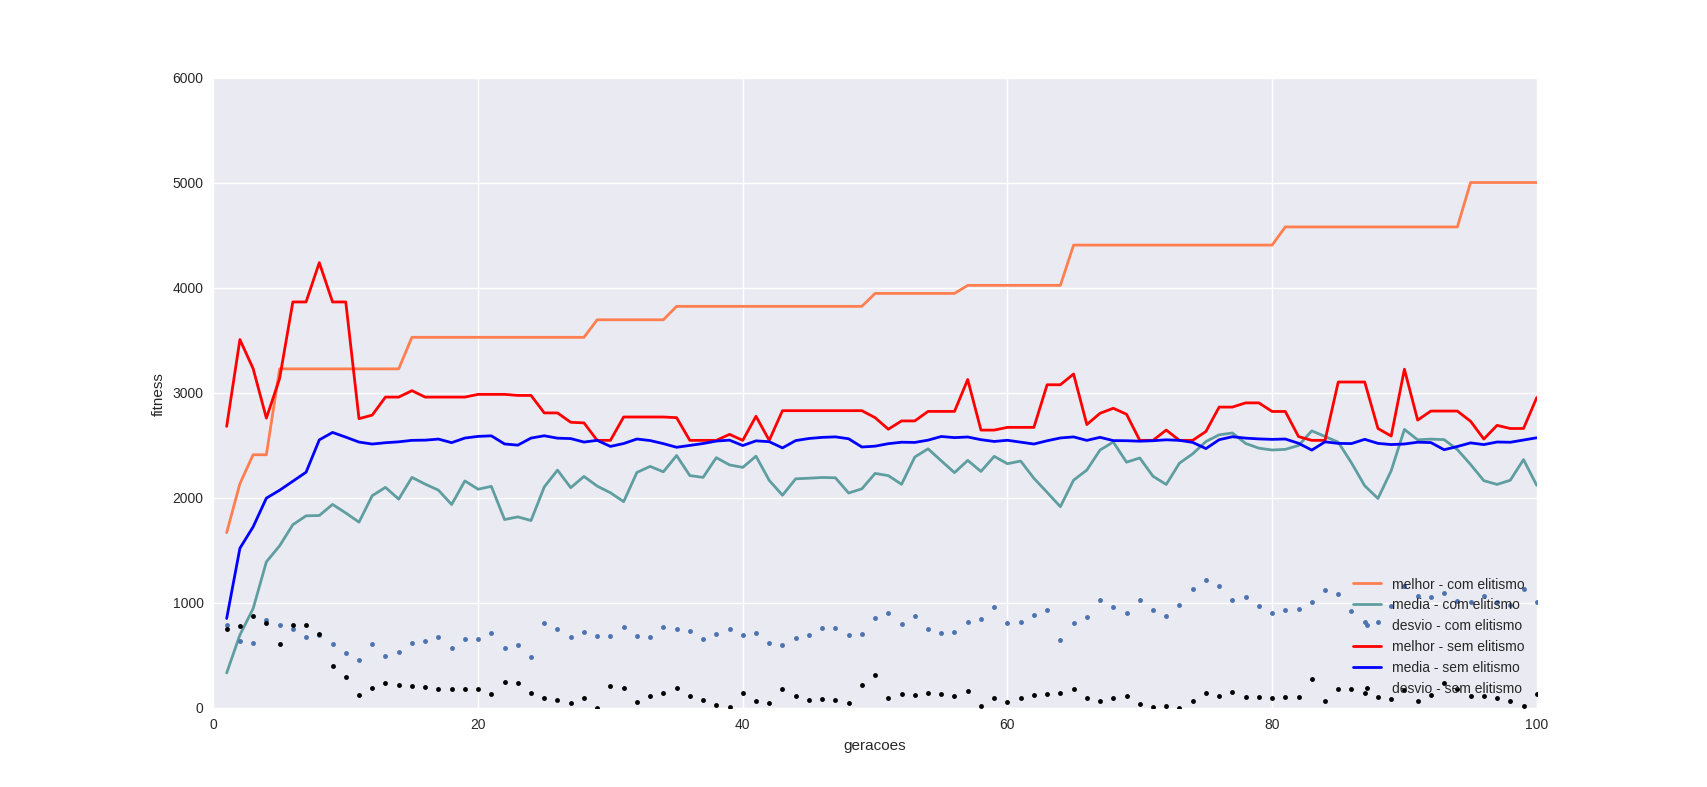 6000
5000
4000
3000
2000
1000
0
fitness
0 20 40 60 80 100
geracoes
melhor - com elitismo
media - com elitismo
desvio - com elitismo
melhor - sem elitismo
media - sem elitismo
desvio - sem elitismo